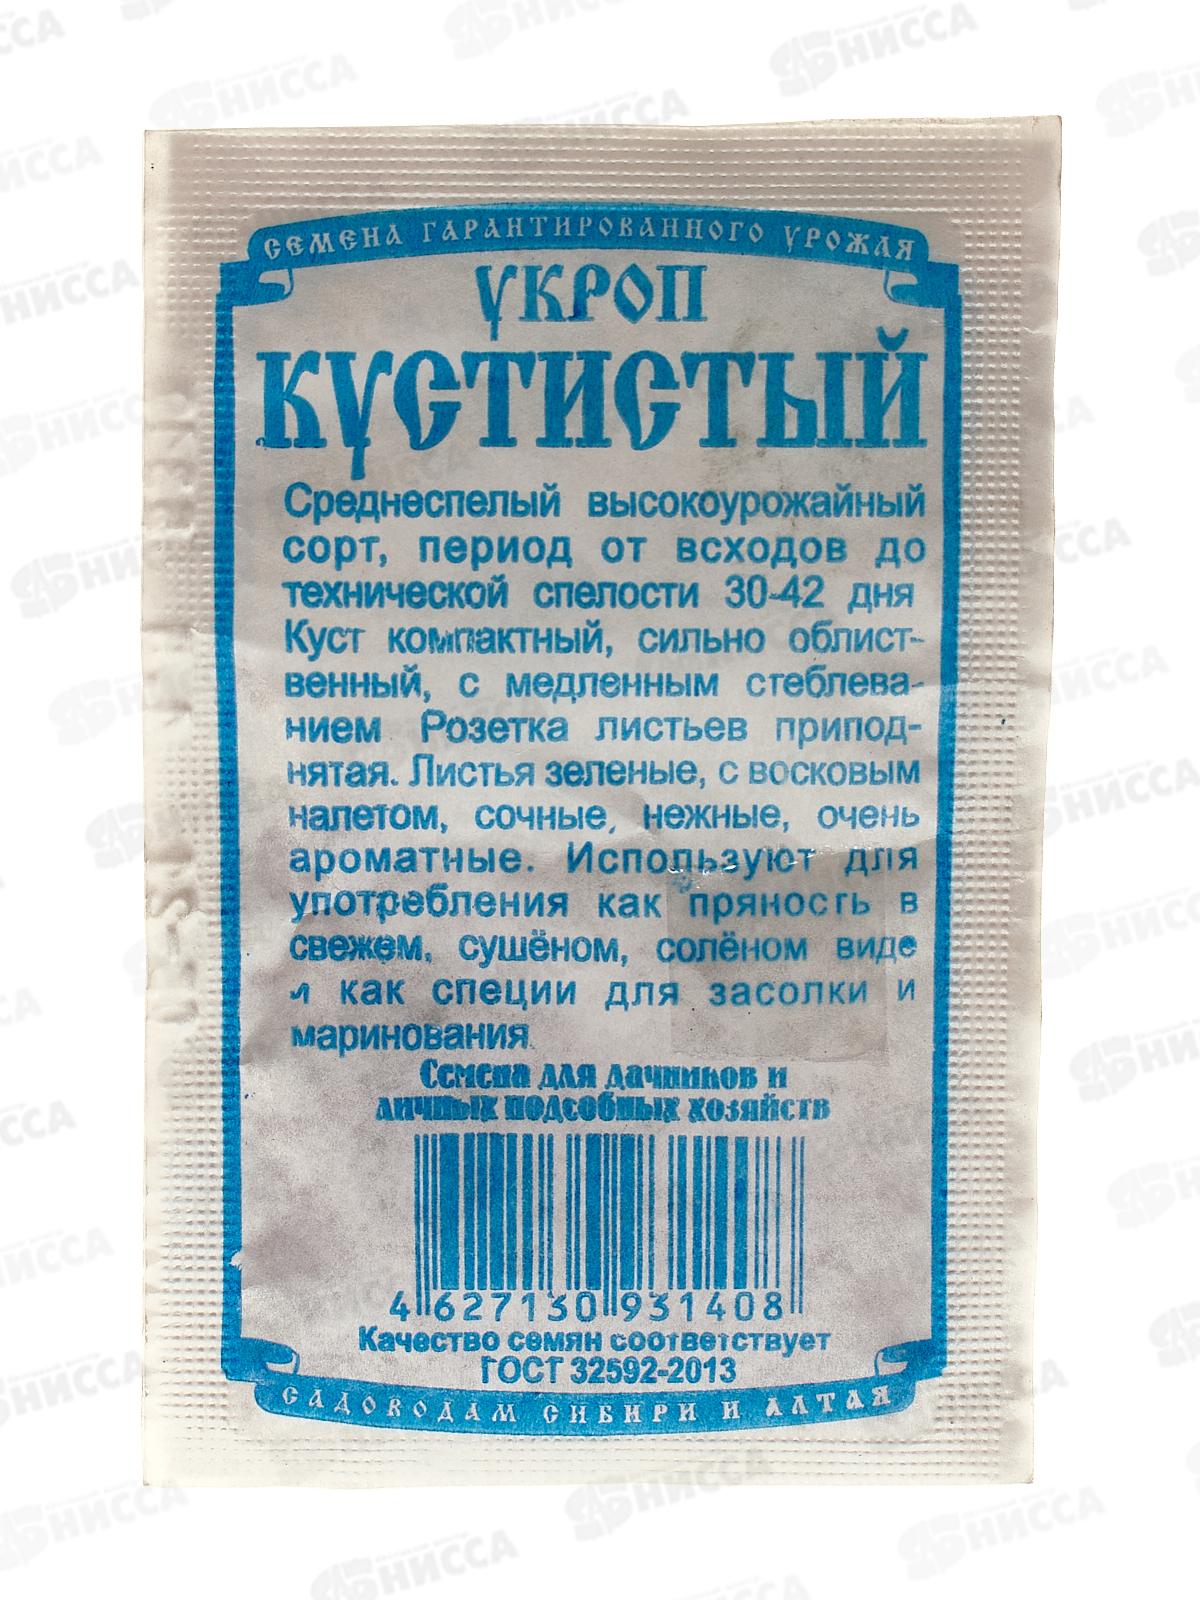 СЕМЕНА ГАРАНТИРОВАННОГО УРОЖАЯ
УКРОП
КУСТИСТЫЙ
Среднеспелый высокоурожайный
сорт, период от всходов до
технической спелости 30-42 дня
Куст компактный, сильно облист-
венный, с медленным стеблева-
нием Розетка листьев припод-
нятая. Листья зеленые, с восковым
налетом, сочные, нежные, очень
ароматные. Используют для
употребления как пряность в
свежем, сушёном, солёном виде
и как специи для засолки и
маринования.
Семена для дачников и
личных подсобных хозяйств
4 627130 931408
Качество семян соответствует
ГОСТ 32592-2013
САДОВОДАМ СИБИРИ И АЛТАЯ